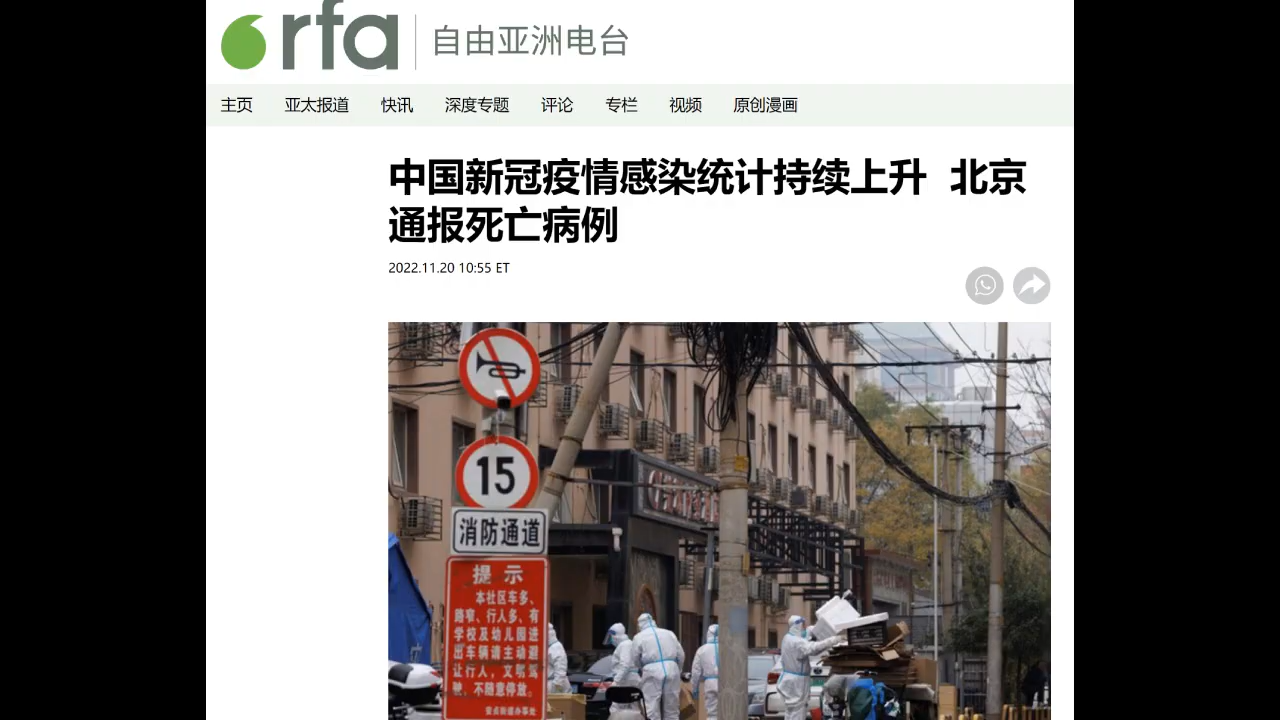 rfa 自由亚洲电台
主页 亚太报道 快讯 深度专题 评论 专栏 视频 原创漫画
中国新冠疫情感染统计持续上升 北京
通报死亡病例
2022.11.20 10:55 ET
15
消防通道
提示
本社区车多、
路窄、行人多、有
学校及幼儿园进
出车辆请主动避
让行人，文明驾
驶，不随意停放。